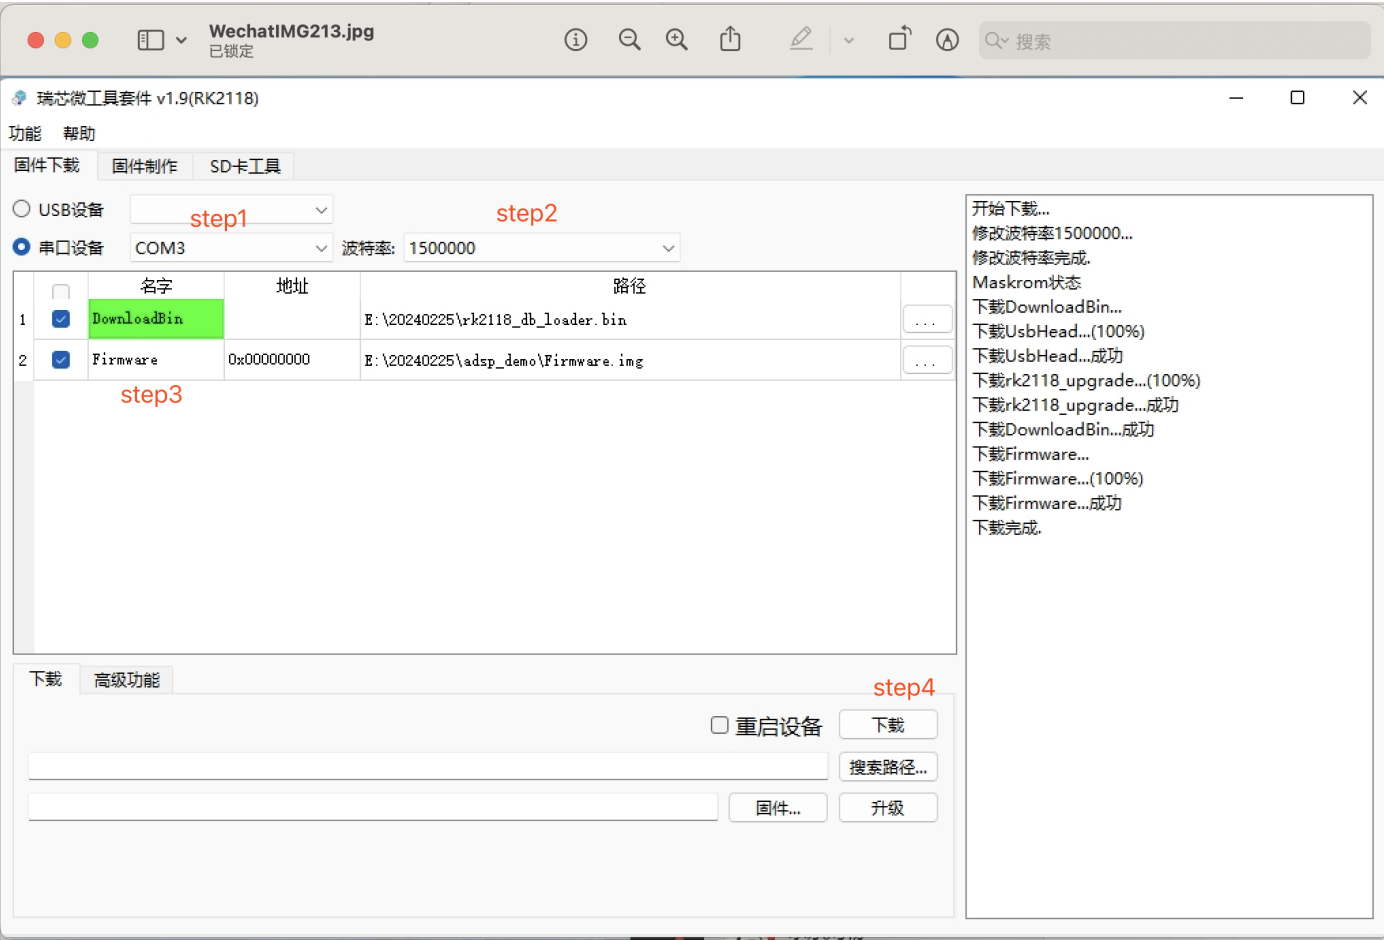 WechatIMG213.jpg
已锁定
搜索
瑞芯微工具套件 v1.9(RK2118)
功能 帮助
固件下载 固件制作 SD卡工具
USB设备
step1
step2
串口设备 COM3 波特率: 1500000
名字 地址 路径
1 DownloadBin E:\20240225\rk2118_db_loader.bin ...
2 Firmware 0x00000000 E:\20240225\adsp_demo\Firmware.img ...
step3
下载 高级功能
step4
重启设备 下载
搜索路径...
固件... 升级
开始下载...
修改波特率1500000...
修改波特率完成.
Maskrom状态
下载DownloadBin...
下载UsbHead...(100%)
下载UsbHead...成功
下载rk2118_upgrade...(100%)
下载rk2118_upgrade...成功
下载DownloadBin...成功
下载Firmware...
下载Firmware...(100%)
下载Firmware...成功
下载完成.